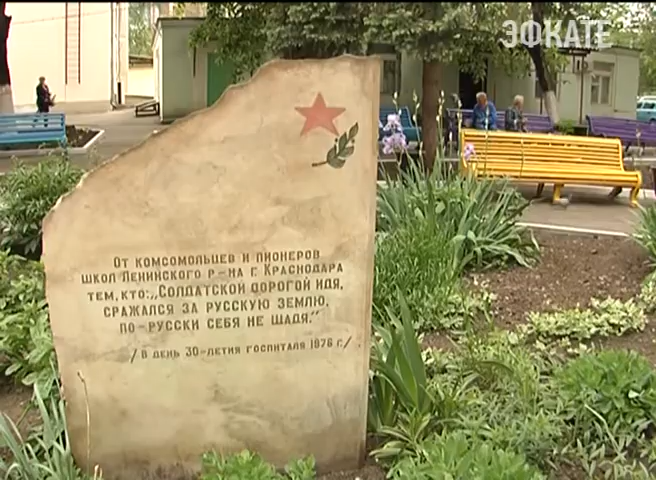 ЭФКАТЕ
От комсомольцев и пионеров
школ Ленинского р-на г. Краснодара
тем, кто: „Солдатской дорогой идя,
сражался за русскую землю,
по-русски себя не щадя."
/В день 30-летия госпиталя 1976 г./